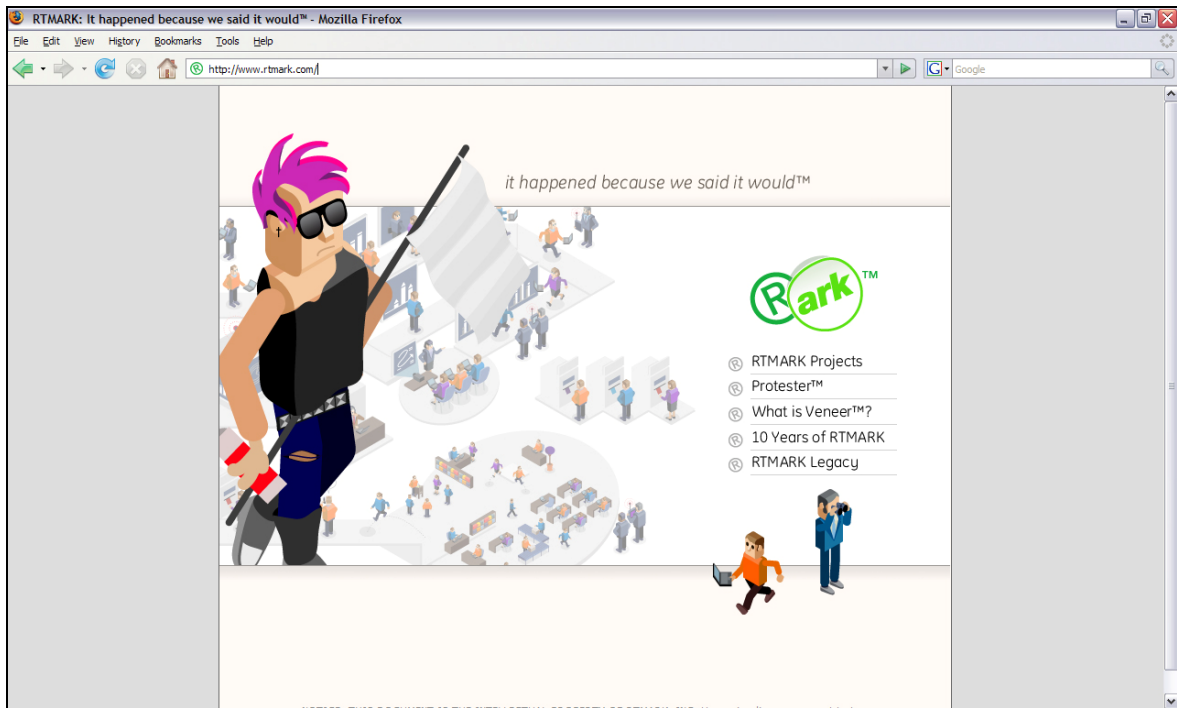 RTMARK: It happened because we said it would™ - Mozilla Firefox
File Edit View History Bookmarks Tools Help
® http://www.rtmark.com/ G Google
it happened because we said it would™
®ark™
® RTMARK Projects
® Protester™
® What is Veneer™?
® 10 Years of RTMARK
® RTMARK Legacy